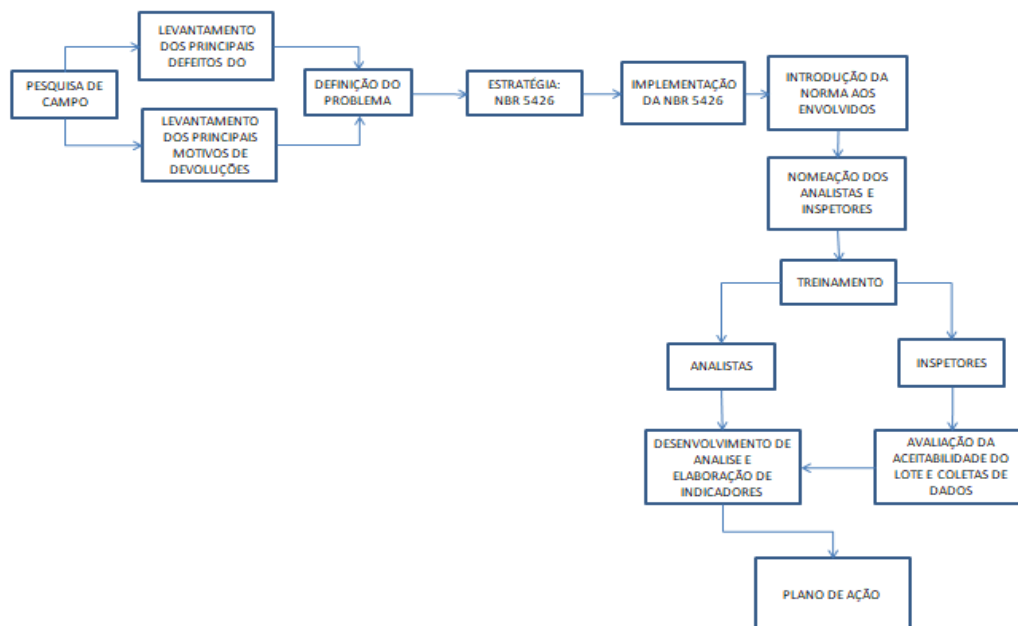 LEVANTAMENTO
DOS PRINCIPAIS
DEFEITOS DO
PESQUISA DE
CAMPO
LEVANTAMENTO
DOS PRINCIPAIS
MOTIVOS DE
DEVOLUÇÕES
DEFINIÇÃO DO
PROBLEMA
ESTRATÉGIA:
NBR 5426
IMPLEMENTAÇÃO
DA NBR 5426
INTRODUÇÃO DA
NORMA AOS
ENVOLVIDOS
NOMEAÇÃO DOS
ANALISTAS E
INSPETORES
TREINAMENTO
ANALISTAS
INSPETORES
DESENVOLVIMENTO DE
ANALISE E
ELABORAÇÃO DE
INDICADORES
AVALIAÇÃO DA
ACEITABILIDADE DO
LOTE E COLETAS DE
DADOS
PLANO DE AÇÃO